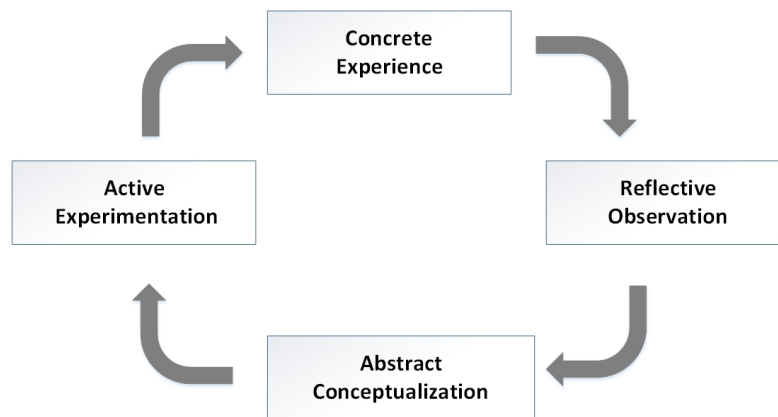 Concrete
Experience
Active
Experimentation
Reflective
Observation
Abstract
Conceptualization